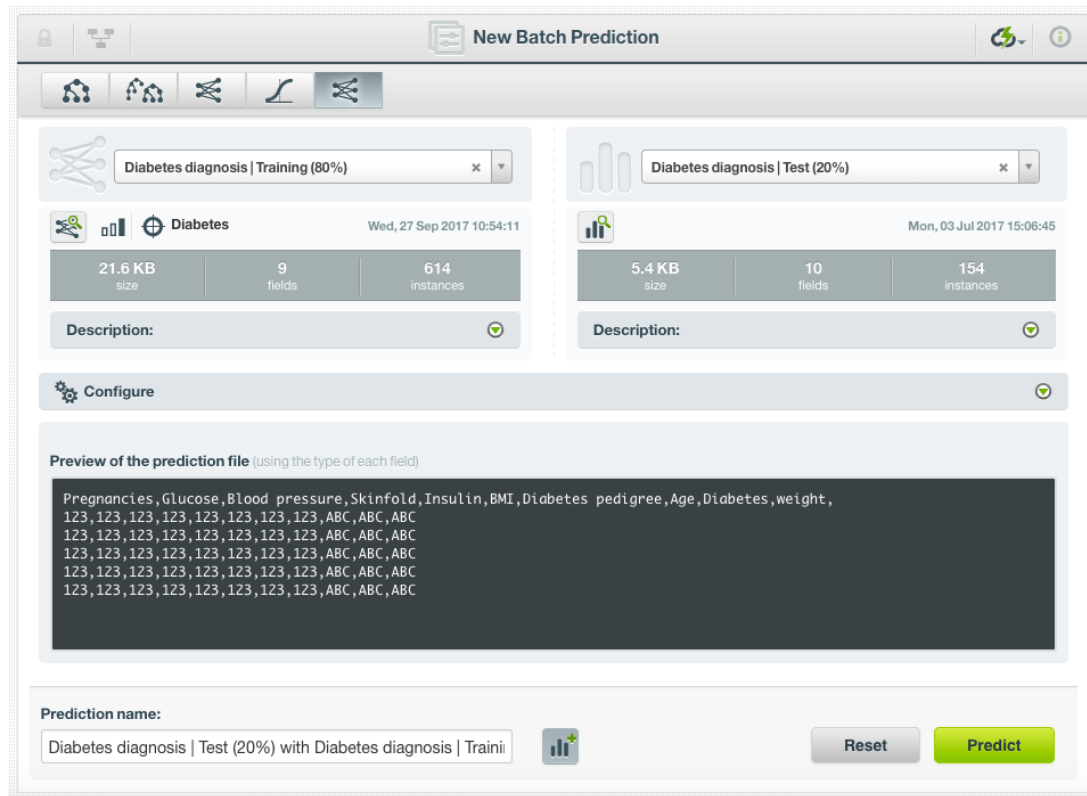 New Batch Prediction
Diabetes diagnosis | Training (80%)
Diabetes diagnosis | Test (20%)
Diabetes
Wed, 27 Sep 2017 10:54:11
Mon, 03 Jul 2017 15:06:45
21.6 KB
size
9
fields
614
instances
5.4 KB
size
10
fields
154
instances
Description:
Description:
Configure
Preview of the prediction file (using the type of each field)
Pregnancies,Glucose,Blood pressure,Skinfold,Insulin,BMI,Diabetes pedigree,Age,Diabetes,weight,
123,123,123,123,123,123,123,123,ABC,ABC,ABC
123,123,123,123,123,123,123,123,ABC,ABC,ABC
123,123,123,123,123,123,123,123,ABC,ABC,ABC
123,123,123,123,123,123,123,123,ABC,ABC,ABC
123,123,123,123,123,123,123,123,ABC,ABC,ABC
Prediction name:
Diabetes diagnosis | Test (20%) with Diabetes diagnosis | Traini
Reset
Predict